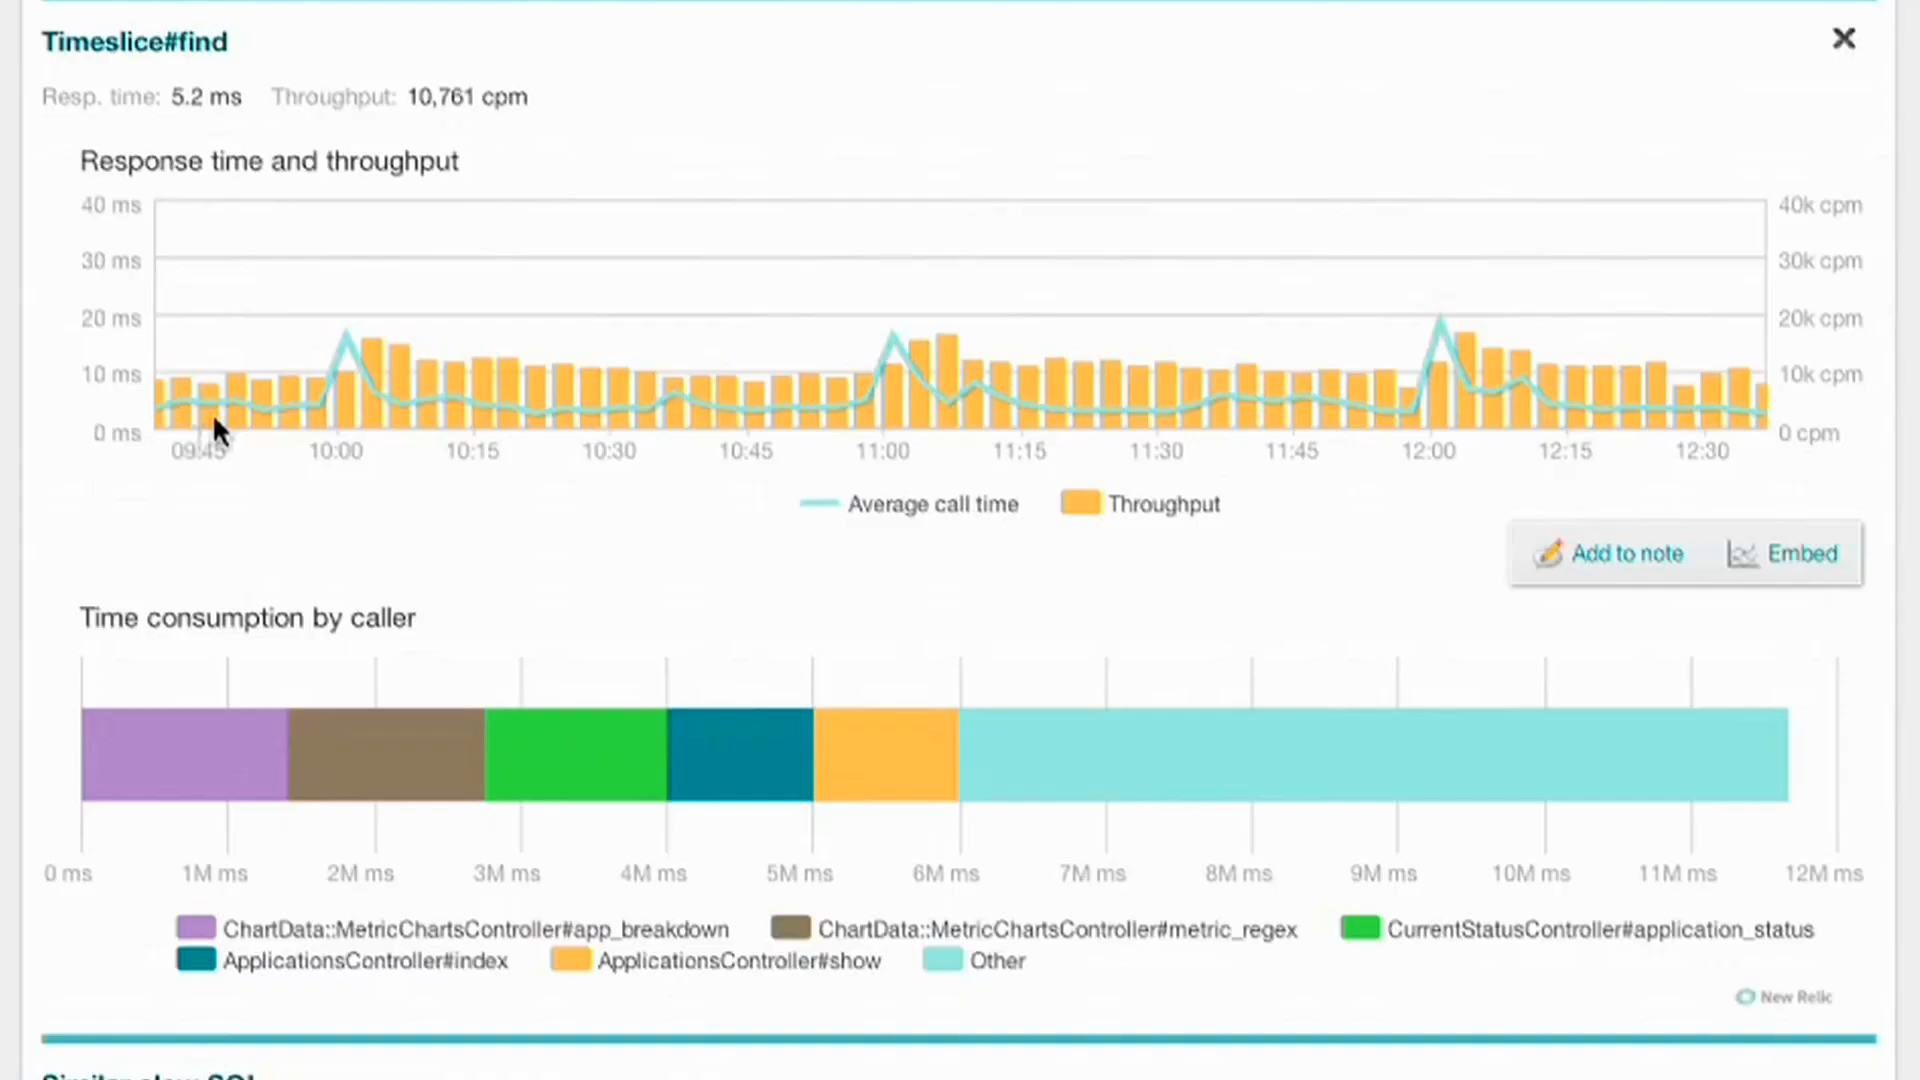 Timeslice#find
Resp. time: 5.2 ms Throughput: 10,761 cpm
Response time and throughput
40 ms 40k cpm
30 ms 30k cpm
20 ms 20k cpm
10 ms 10k cpm
0 ms 0 cpm
09:45 10:00 10:15 10:30 10:45 11:00 11:15 11:30 11:45 12:00 12:15 12:30
Average call time Throughput
Add to note Embed
Time consumption by caller
0 ms 1M ms 2M ms 3M ms 4M ms 5M ms 6M ms 7M ms 8M ms 9M ms 10M ms 11M ms 12M ms
ChartData::MetricChartsController#app_breakdown ChartData::MetricChartsController#metric_regex CurrentStatusController#application_status
ApplicationsController#index ApplicationsController#show Other
New Relic
Similar slow SQL